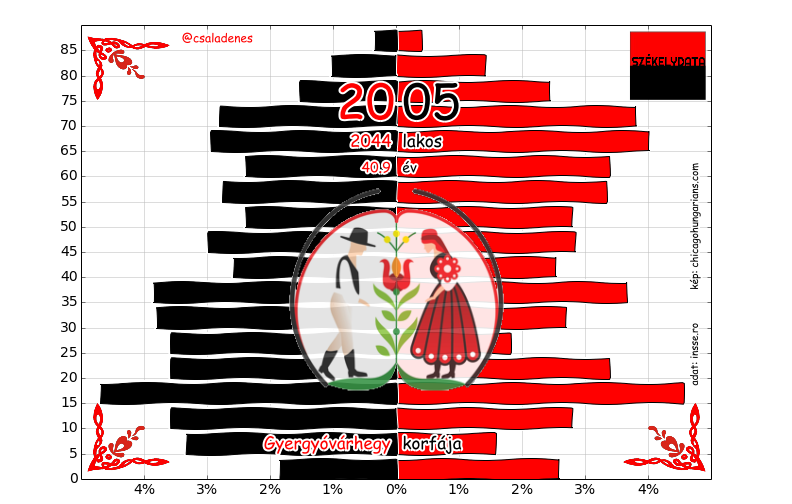 @csaladenes
SZÉKELYDATA
2005
2044 lakos
40.9 év
kép: chicagohungarians.com
adat: insse.ro
Gyergyóvárhegy korfája
85
80
75
70
65
60
55
50
45
40
35
30
25
20
15
10
5
0
4% 3% 2% 1% 0% 1% 2% 3% 4%